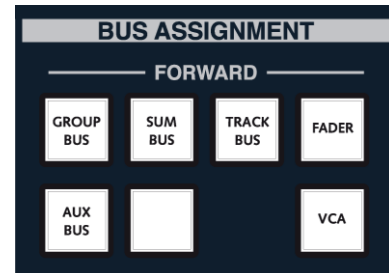 BUS ASSIGNMENT
FORWARD
GROUP
BUS
SUM
BUS
TRACK
BUS
FADER
AUX
BUS
VCA